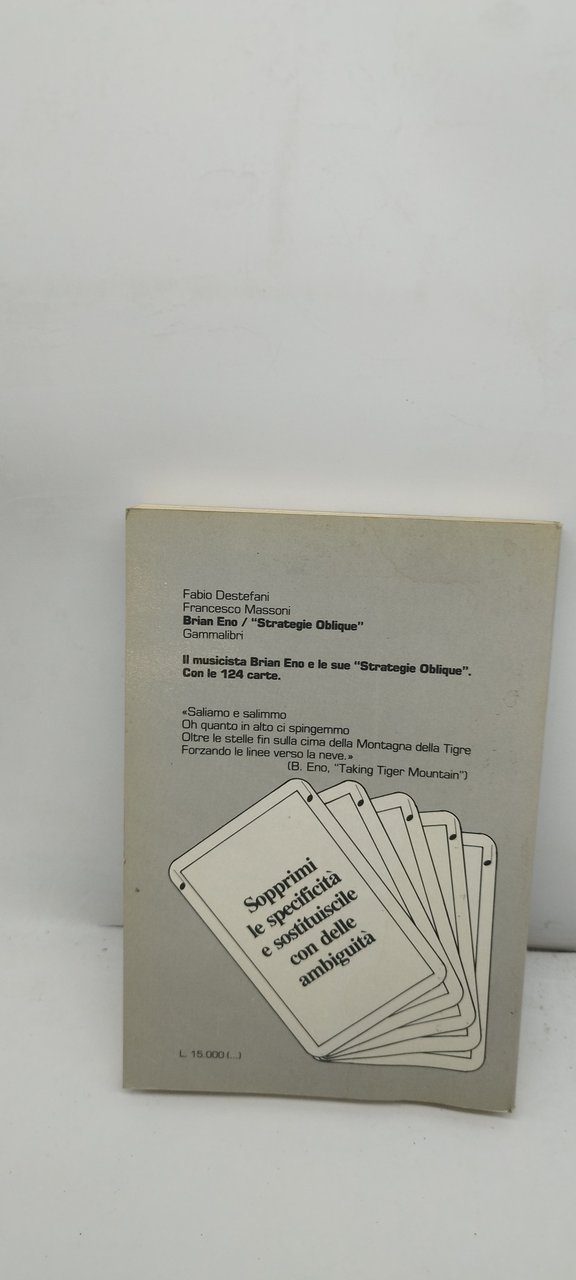 Fabio Destefani
Francesco Massoni
Brian Eno / “Strategie Oblique”
Gammalibri
Il musicista Brian Eno e le sue “Strategie Oblique”.
Con le 124 carte.
«Saliamo e salimmo
Oh quanto in alto ci spingemmo
Oltre le stelle fin sulla cima della Montagna della Tigre
Forzando le linee verso la neve.»
(B. Eno, “Taking Tiger Mountain”)
Sopprimi
le specificità
e sostituiscile
con delle
ambiguità
L. 15.000 (...)